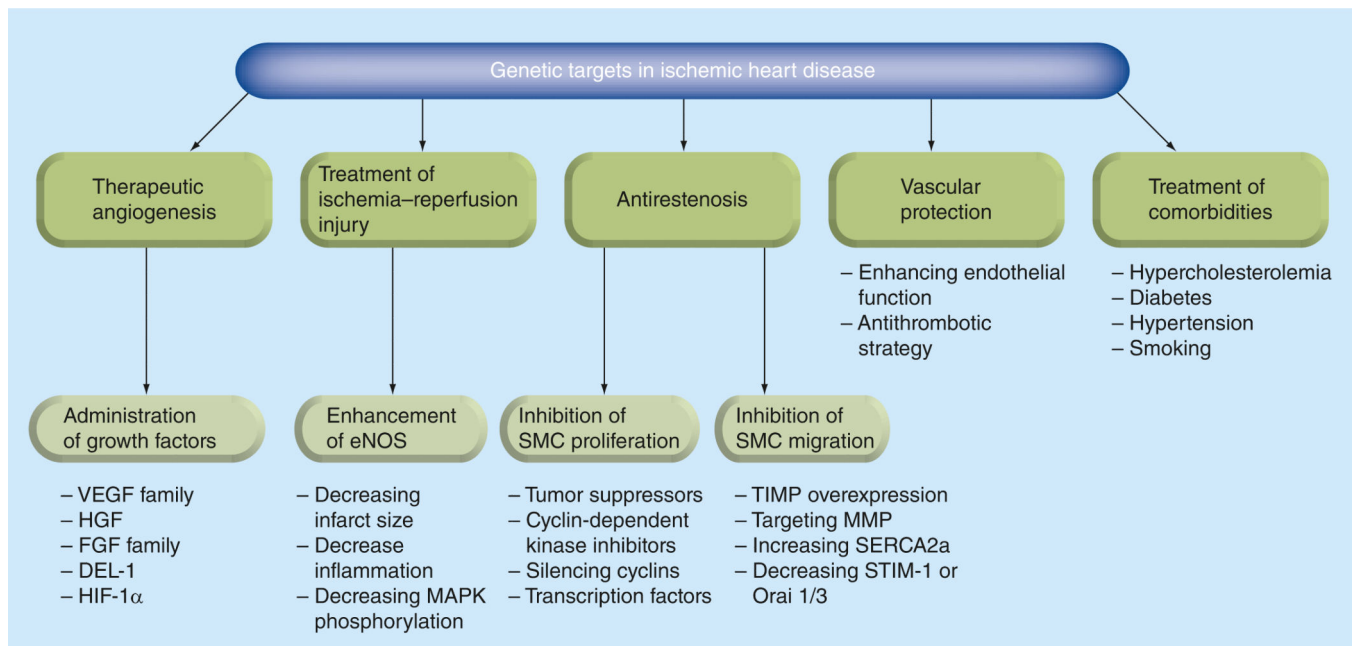 Genetic targets in ischemic heart disease
Therapeutic
angiogenesis
Treatment of
ischemia–reperfusion
injury
Antirestenosis
Vascular
protection
Treatment of
comorbidities
– Enhancing endothelial
function
– Antithrombotic
strategy
– Hypercholesterolemia
– Diabetes
– Hypertension
– Smoking
Administration
of growth factors
Enhancement
of eNOS
Inhibition of
SMC proliferation
Inhibition of
SMC migration
– VEGF family
– HGF
– FGF family
– DEL-1
– HIF-1α
– Decreasing
infarct size
– Decrease
inflammation
– Decreasing MAPK
phosphorylation
– Tumor suppressors
– Cyclin-dependent
kinase inhibitors
– Silencing cyclins
– Transcription factors
– TIMP overexpression
– Targeting MMP
– Increasing SERCA2a
– Decreasing STIM-1 or
Orai 1/3